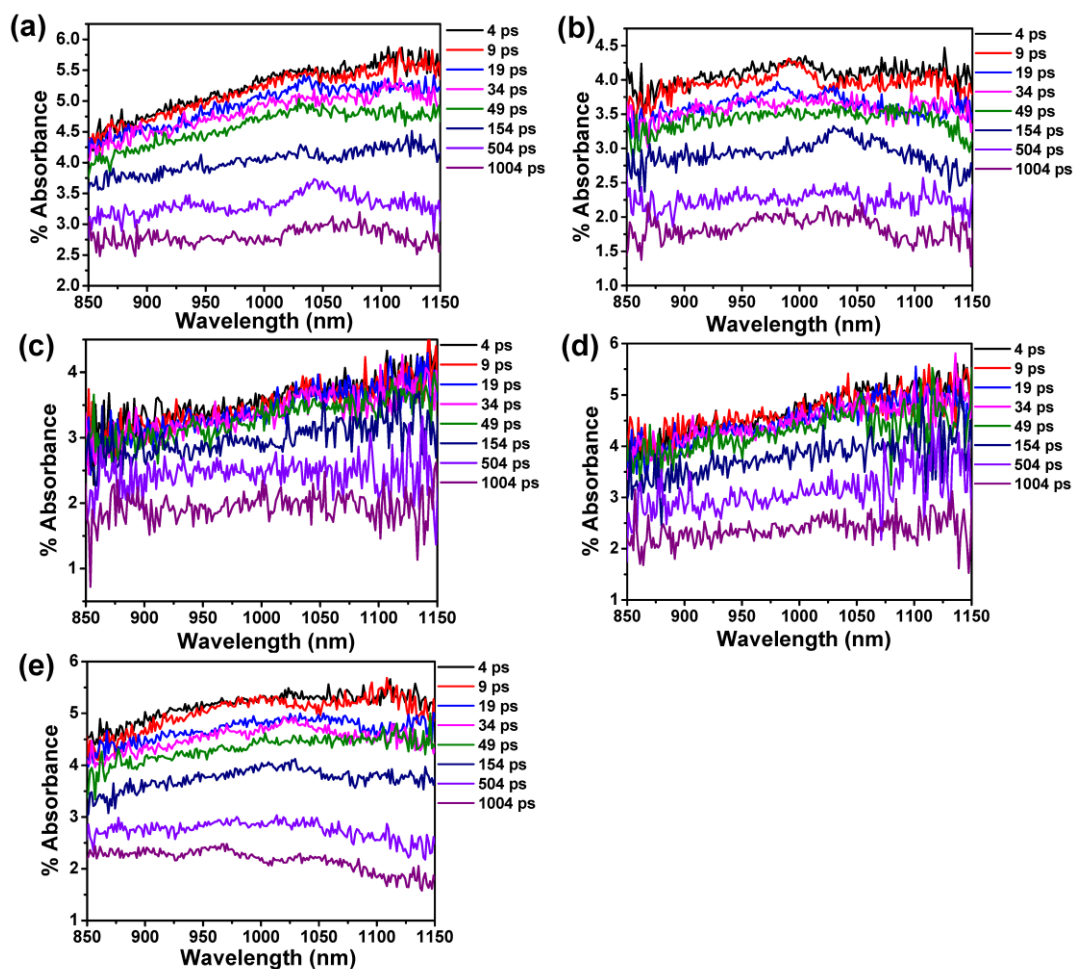 (a)
6.0
5.5
5.0
4.5
4.0
3.5
3.0
2.5
2.0
% Absorbance
850 900 950 1000 1050 1100 1150
Wavelength (nm)
4 ps
9 ps
19 ps
34 ps
49 ps
154 ps
504 ps
1004 ps
(b)
4.5
4.0
3.5
3.0
2.5
2.0
1.5
1.0
% Absorbance
850 900 950 1000 1050 1100 1150
Wavelength (nm)
4 ps
9 ps
19 ps
34 ps
49 ps
154 ps
504 ps
1004 ps
(c)
4
3
2
1
% Absorbance
850 900 950 1000 1050 1100 1150
Wavelength (nm)
4 ps
9 ps
19 ps
34 ps
49 ps
154 ps
504 ps
1004 ps
(d)
6
5
4
3
2
1
% Absorbance
850 900 950 1000 1050 1100 1150
Wavelength (nm)
4 ps
9 ps
19 ps
34 ps
49 ps
154 ps
504 ps
1004 ps
(e)
6
5
4
3
2
1
% Absorbance
850 900 950 1000 1050 1100 1150
Wavelength (nm)
4 ps
9 ps
19 ps
34 ps
49 ps
154 ps
504 ps
1004 ps